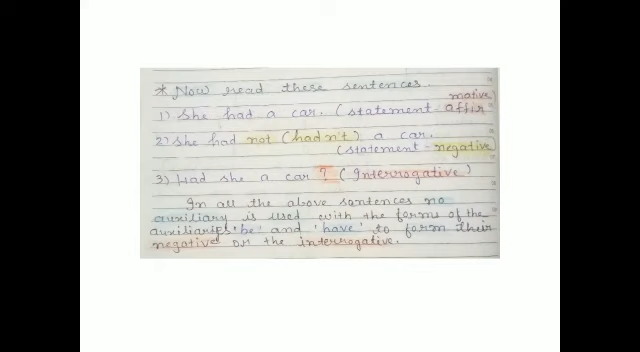 * Now read these sentences.
1) She had a car. (statement - affirmative)
2) She had not (hadn't) a car.
(statement - negative)
3) Had she a car ? (Interrogative)
In all the above sentences no
auxiliary is used with the forms of the
auxiliaries 'be' and 'have' to form their
negative or the interrogative.